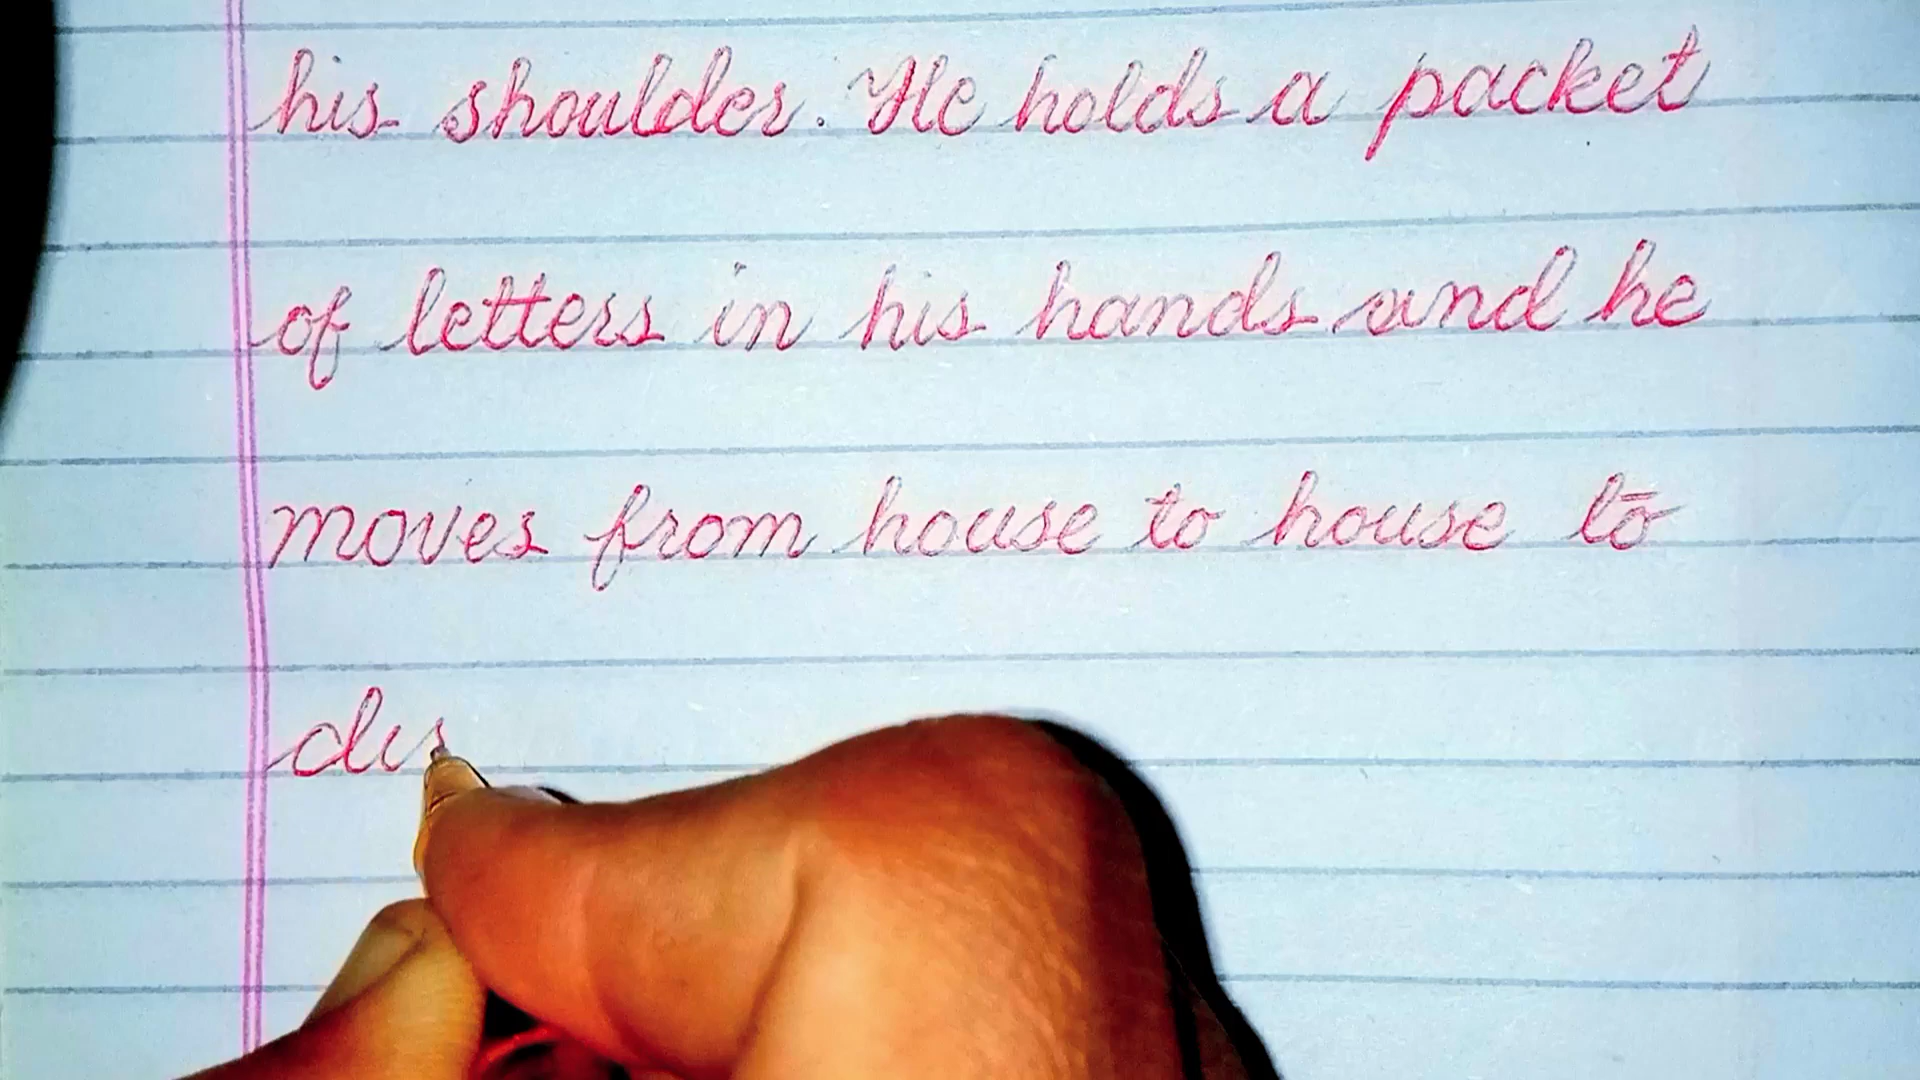 his shoulder. He holds a packet
of letters in his hands and he
moves from house to house to
dis